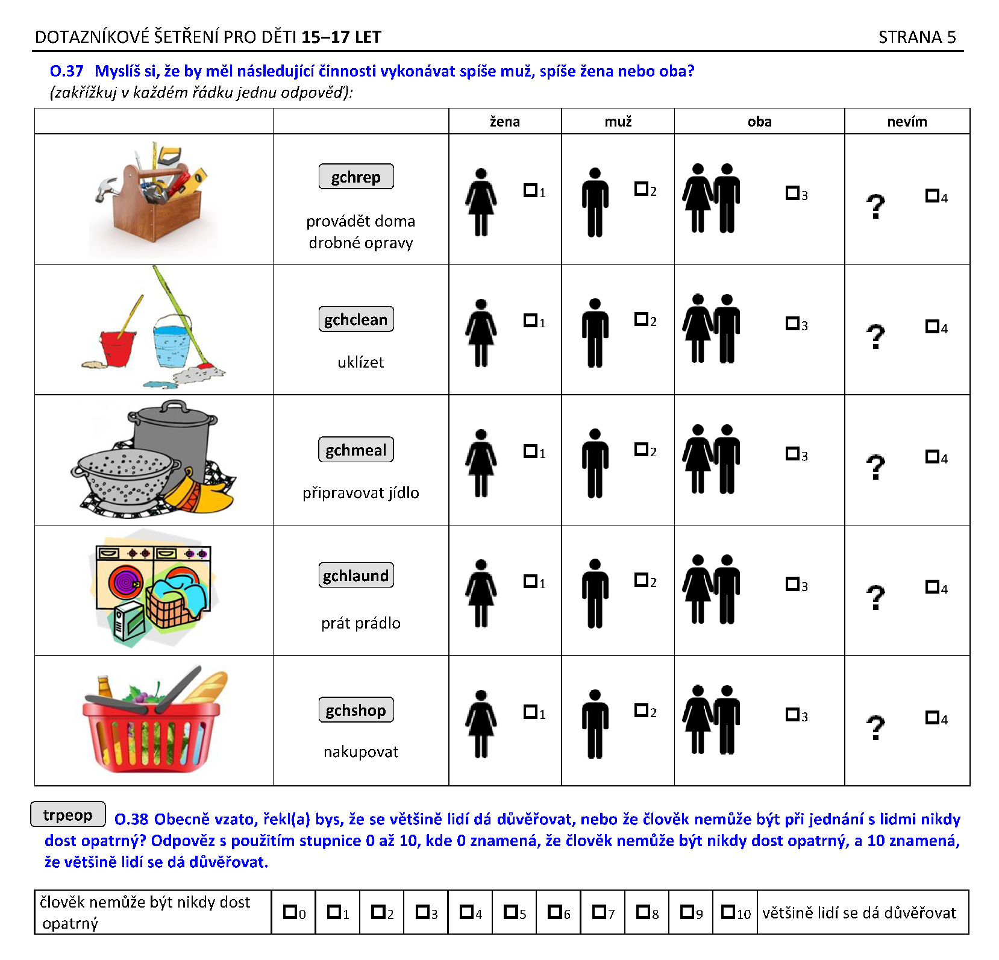 DOTAZNÍKOVÉ ŠETŘENÍ PRO DĚTI 15–17 LET STRANA 5
O.37 Myslíš si, že by měl následující činnosti vykonávat spíše muž, spíše žena nebo oba?
(zakřížkuj v každém řádku jednu odpověď):
žena muž oba nevím
gchrep
1 2 3 ? 4
provádět doma
drobné opravy
gchclean
1 2 3 ? 4
uklízet
gchmeal
1 2 3 ? 4
připravovat jídlo
gchlaund
1 2 3 ? 4
prát prádlo
gchshop
1 2 3 ? 4
nakupovat
trpeop O.38 Obecně vzato, řekl(a) bys, že se většině lidí dá důvěřovat, nebo že člověk nemůže být při jednání s lidmi nikdy
dost opatrný? Odpověz s použitím stupnice 0 až 10, kde 0 znamená, že člověk nemůže být nikdy dost opatrný, a 10 znamená,
že většině lidí se dá důvěřovat.
člověk nemůže být nikdy dost
opatrný
0 1 2 3 4 5 6 7 8 9 10 většině lidí se dá důvěřovat